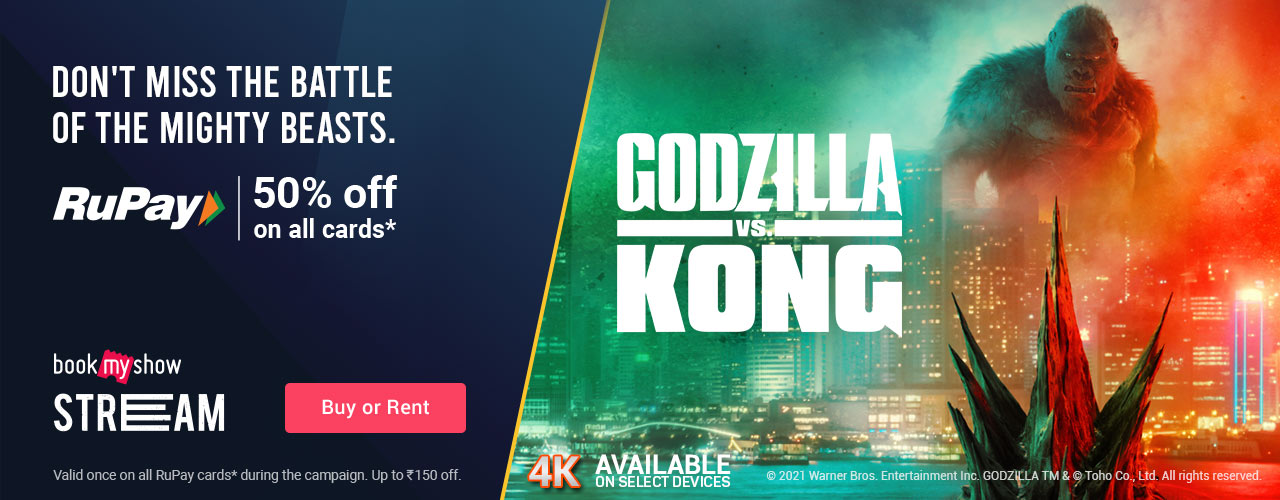 DON'T MISS THE BATTLE
OF THE MIGHTY BEASTS.
RuPay
50% off
on all cards*
book my show
STREAM
Buy or Rent
Valid once on all RuPay cards* during the campaign. Up to ₹150 off.
GODZILLA
VS.
KONG
4K AVAILABLE
ON SELECT DEVICES
© 2021 Warner Bros. Entertainment Inc. GODZILLA TM & © Toho Co., Ltd. All rights reserved.